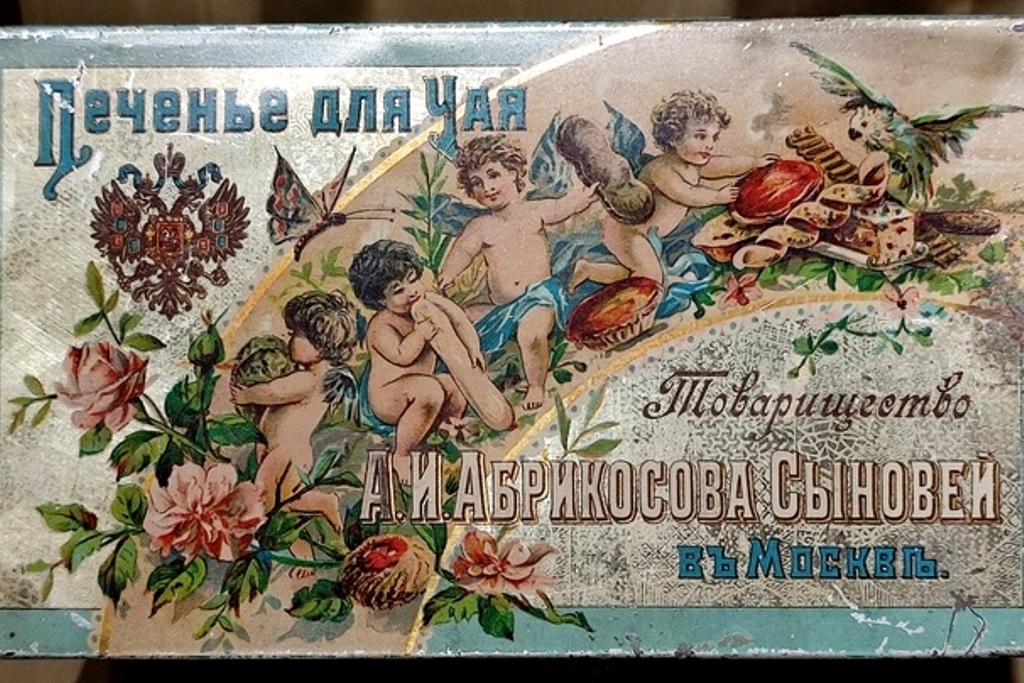 Печенье для Чая
Товарищество
А.И.Абрикосова Сыновей
въ Москвѣ.